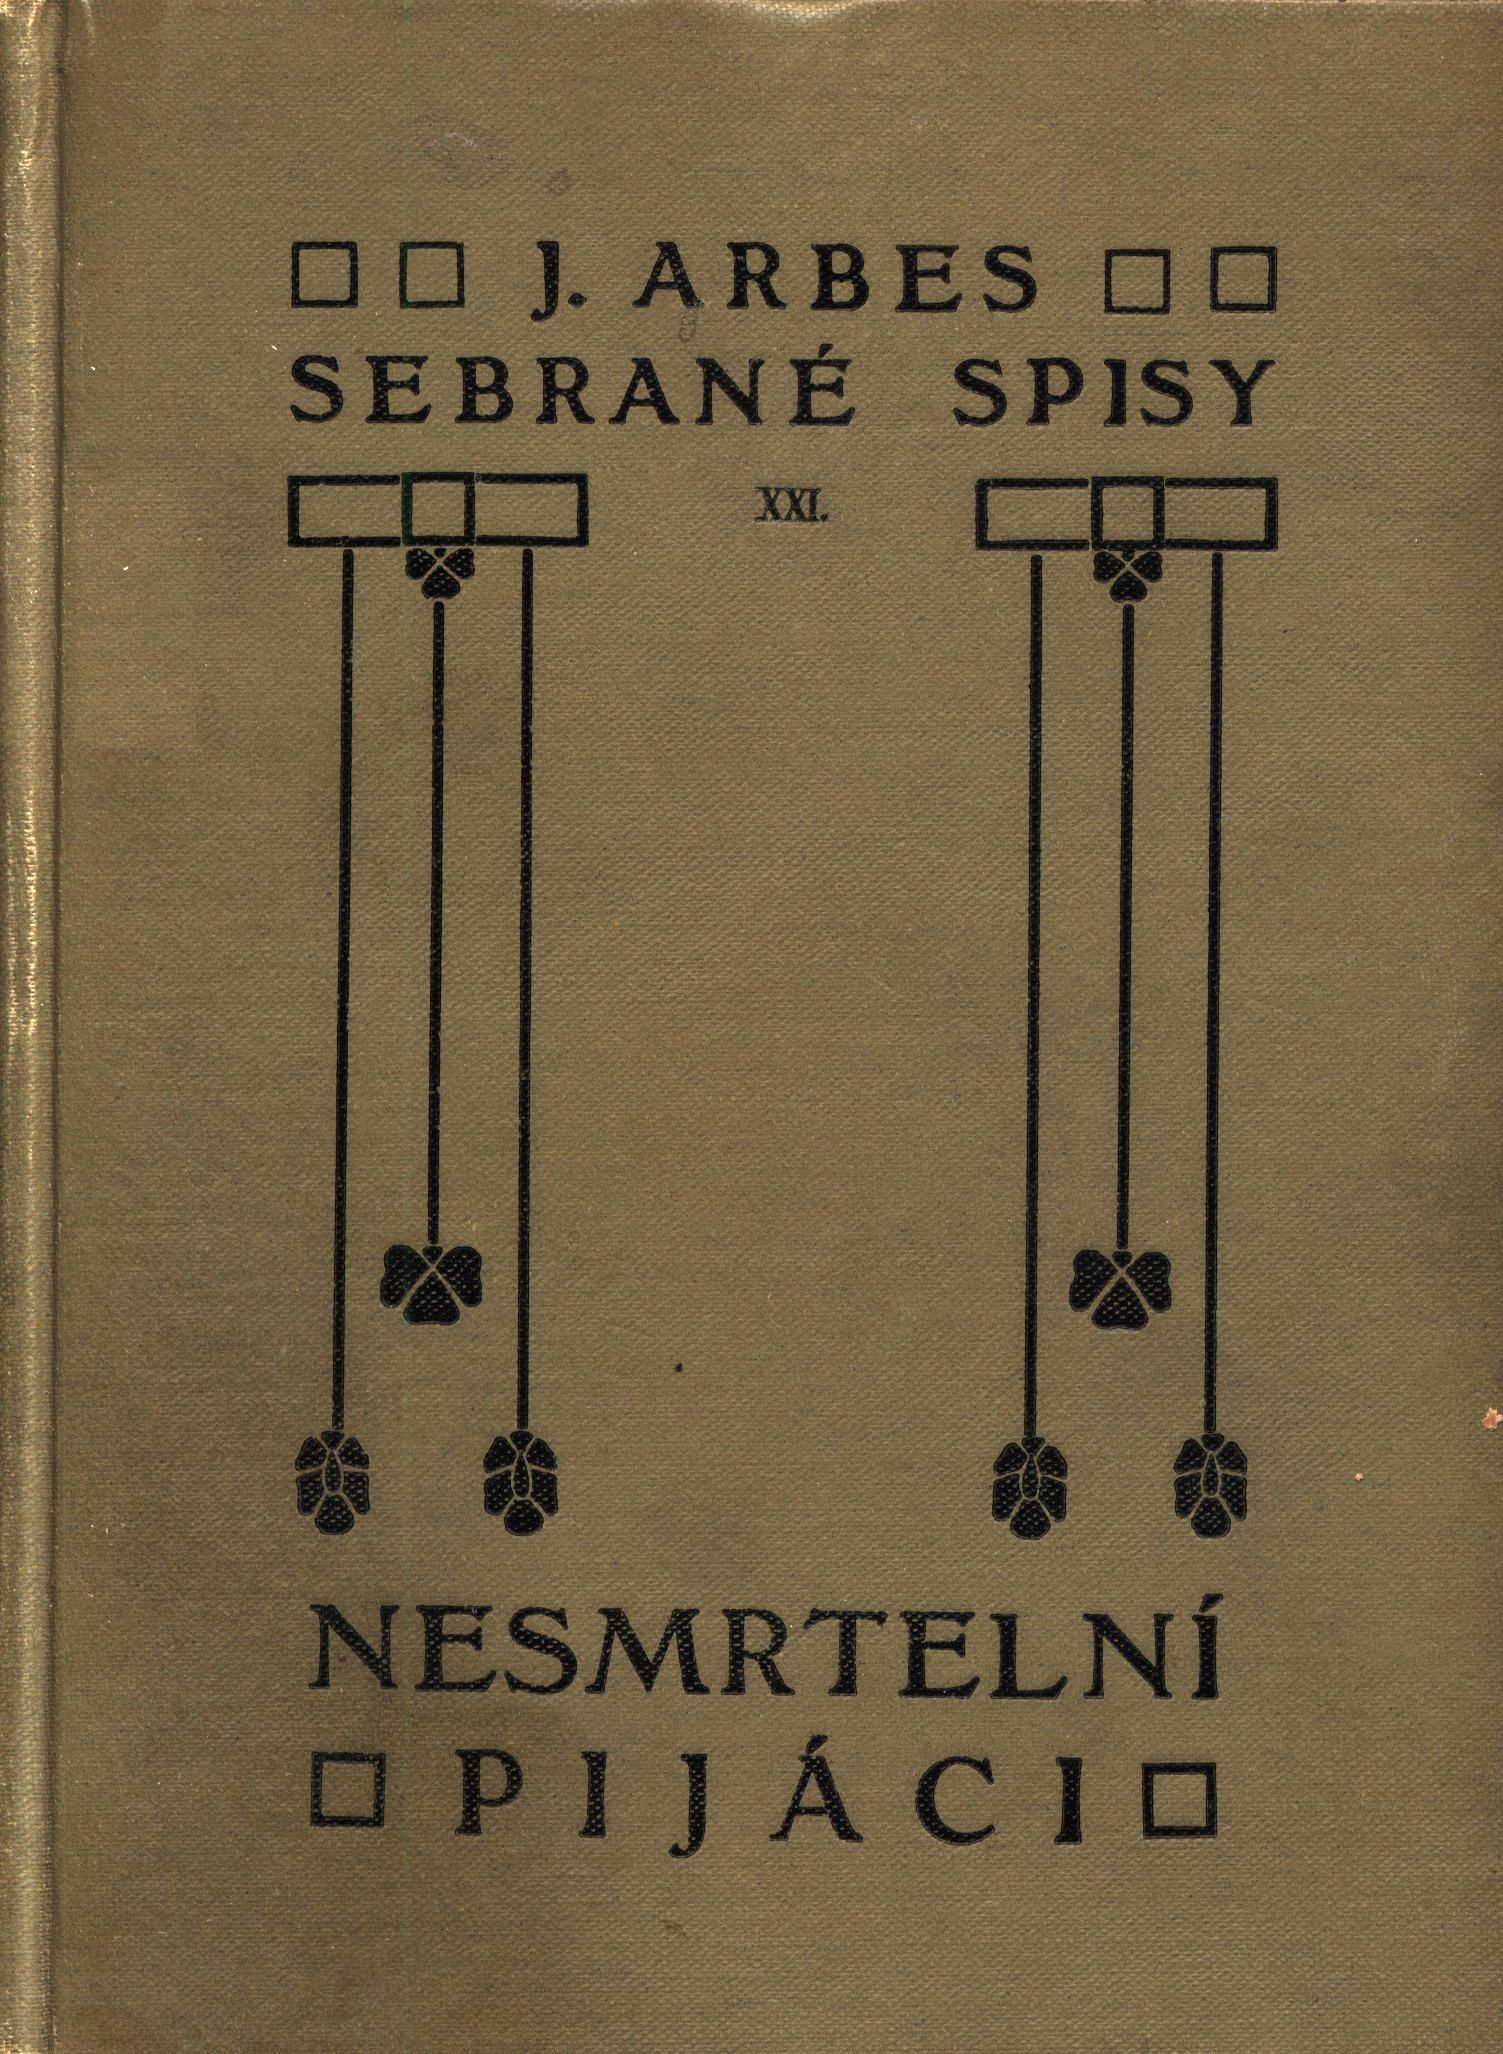 J. ARBES
SEBRANÉ SPISY
XXI.
NESMRTELNÍ
PIJÁCI